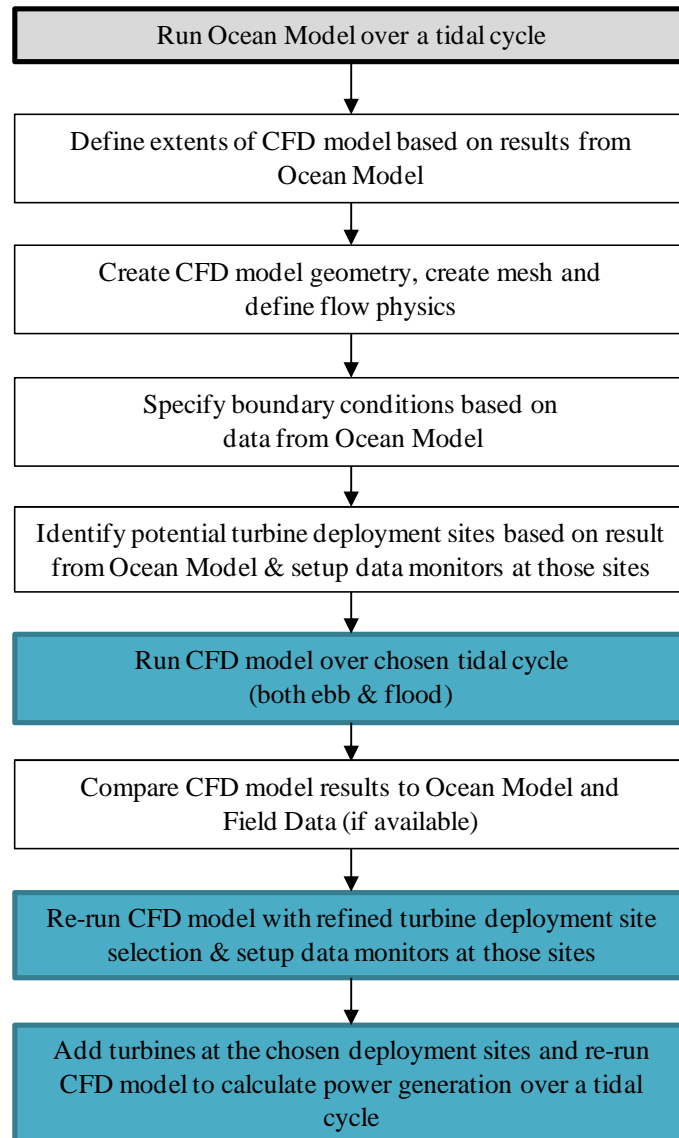 Run Ocean Model over a tidal cycle
Define extents of CFD model based on results from
Ocean Model
Create CFD model geometry, create mesh and
define flow physics
Specify boundary conditions based on
data from Ocean Model
Identify potential turbine deployment sites based on result
from Ocean Model & setup data monitors at those sites
Run CFD model over chosen tidal cycle
(both ebb & flood)
Compare CFD model results to Ocean Model and
Field Data (if available)
Re-run CFD model with refined turbine deployment site
selection & setup data monitors at those sites
Add turbines at the chosen deployment sites and re-run
CFD model to calculate power generation over a tidal
cycle